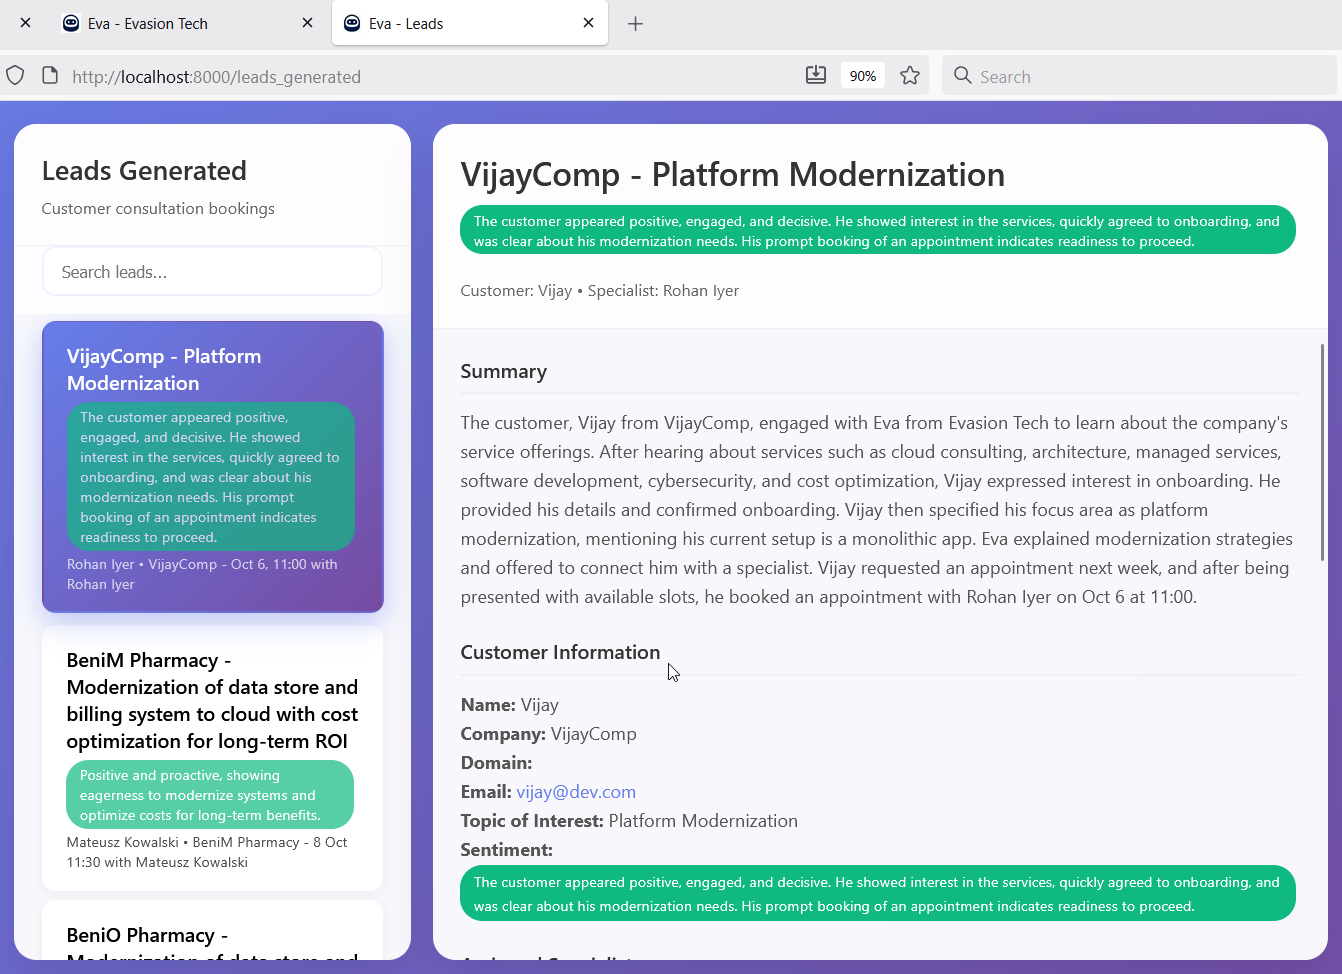 Eva - Evasion Tech
Eva - Leads
http://localhost:8000/leads_generated
90%
Search
Leads Generated
Customer consultation bookings
Search leads...
VijayComp - Platform
Modernization
The customer appeared positive,
engaged, and decisive. He showed
interest in the services, quickly agreed to
onboarding, and was clear about his
modernization needs. His prompt
booking of an appointment indicates
readiness to proceed.
Rohan Iyer • VijayComp - Oct 6, 11:00 with
Rohan Iyer
BeniM Pharmacy -
Modernization of data store and
billing system to cloud with cost
optimization for long-term ROI
Positive and proactive, showing
eagerness to modernize systems and
optimize costs for long-term benefits.
Mateusz Kowalski • BeniM Pharmacy - 8 Oct
11:30 with Mateusz Kowalski
BeniO Pharmacy -
Modernization of data store and
VijayComp - Platform Modernization
The customer appeared positive, engaged, and decisive. He showed interest in the services, quickly agreed to onboarding, and
was clear about his modernization needs. His prompt booking of an appointment indicates readiness to proceed.
Customer: Vijay • Specialist: Rohan Iyer
Summary
The customer, Vijay from VijayComp, engaged with Eva from Evasion Tech to learn about the company's
service offerings. After hearing about services such as cloud consulting, architecture, managed services,
software development, cybersecurity, and cost optimization, Vijay expressed interest in onboarding. He
provided his details and confirmed onboarding. Vijay then specified his focus area as platform
modernization, mentioning his current setup is a monolithic app. Eva explained modernization strategies
and offered to connect him with a specialist. Vijay requested an appointment next week, and after being
presented with available slots, he booked an appointment with Rohan Iyer on Oct 6 at 11:00.
Customer Information
Name: Vijay
Company: VijayComp
Domain:
Email: vijay@dev.com
Topic of Interest: Platform Modernization
Sentiment:
The customer appeared positive, engaged, and decisive. He showed interest in the services, quickly agreed to onboarding, and
was clear about his modernization needs. His prompt booking of an appointment indicates readiness to proceed.